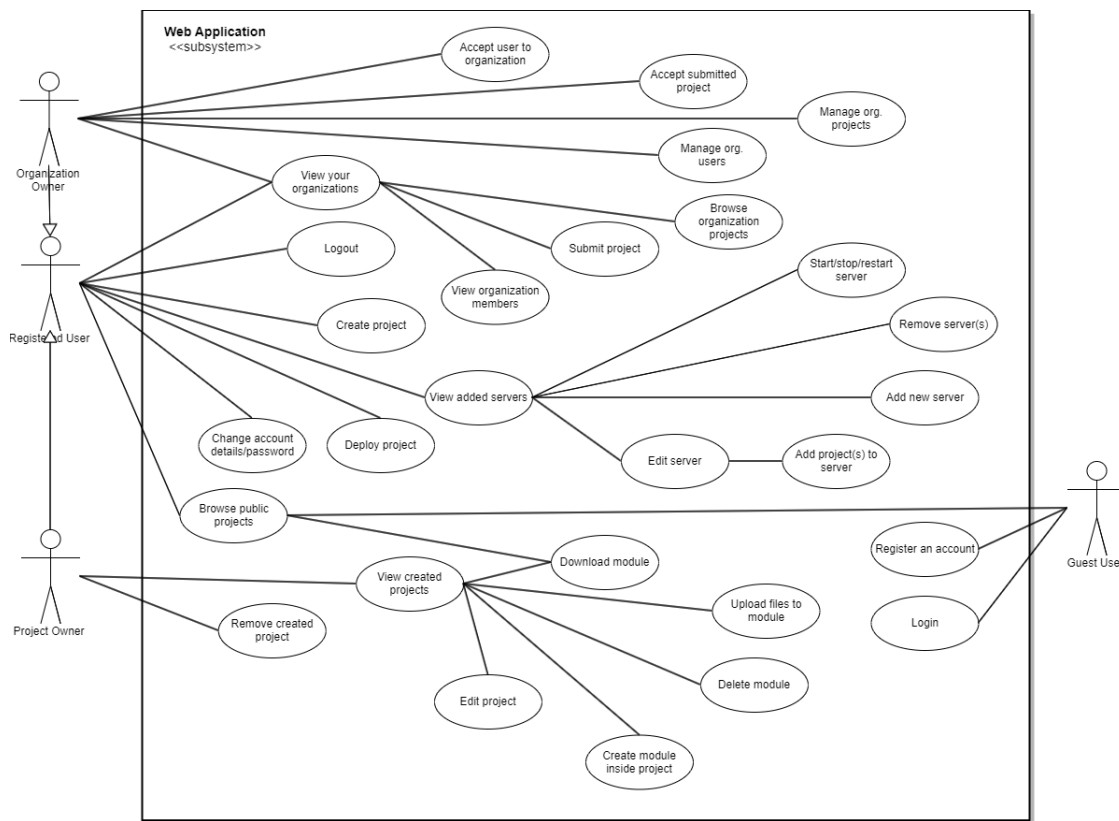 Web Application
<<subsystem>>
Accept user to
organization
Accept submitted
project
Manage org.
projects
Manage org.
users
Organization
Owner
View your
organizations
Browse
organization
projects
Logout
Submit project
Start/stop/restart
server
View organization
members
Create project
Remove server(s)
Registered User
View added servers
Add new server
Change account
details/password
Deploy project
Edit server
Add project(s) to
server
Browse public
projects
Register an account
Guest User
Download module
View created
projects
Upload files to
module
Project Owner
Remove created
project
Login
Delete module
Edit project
Create module
inside project